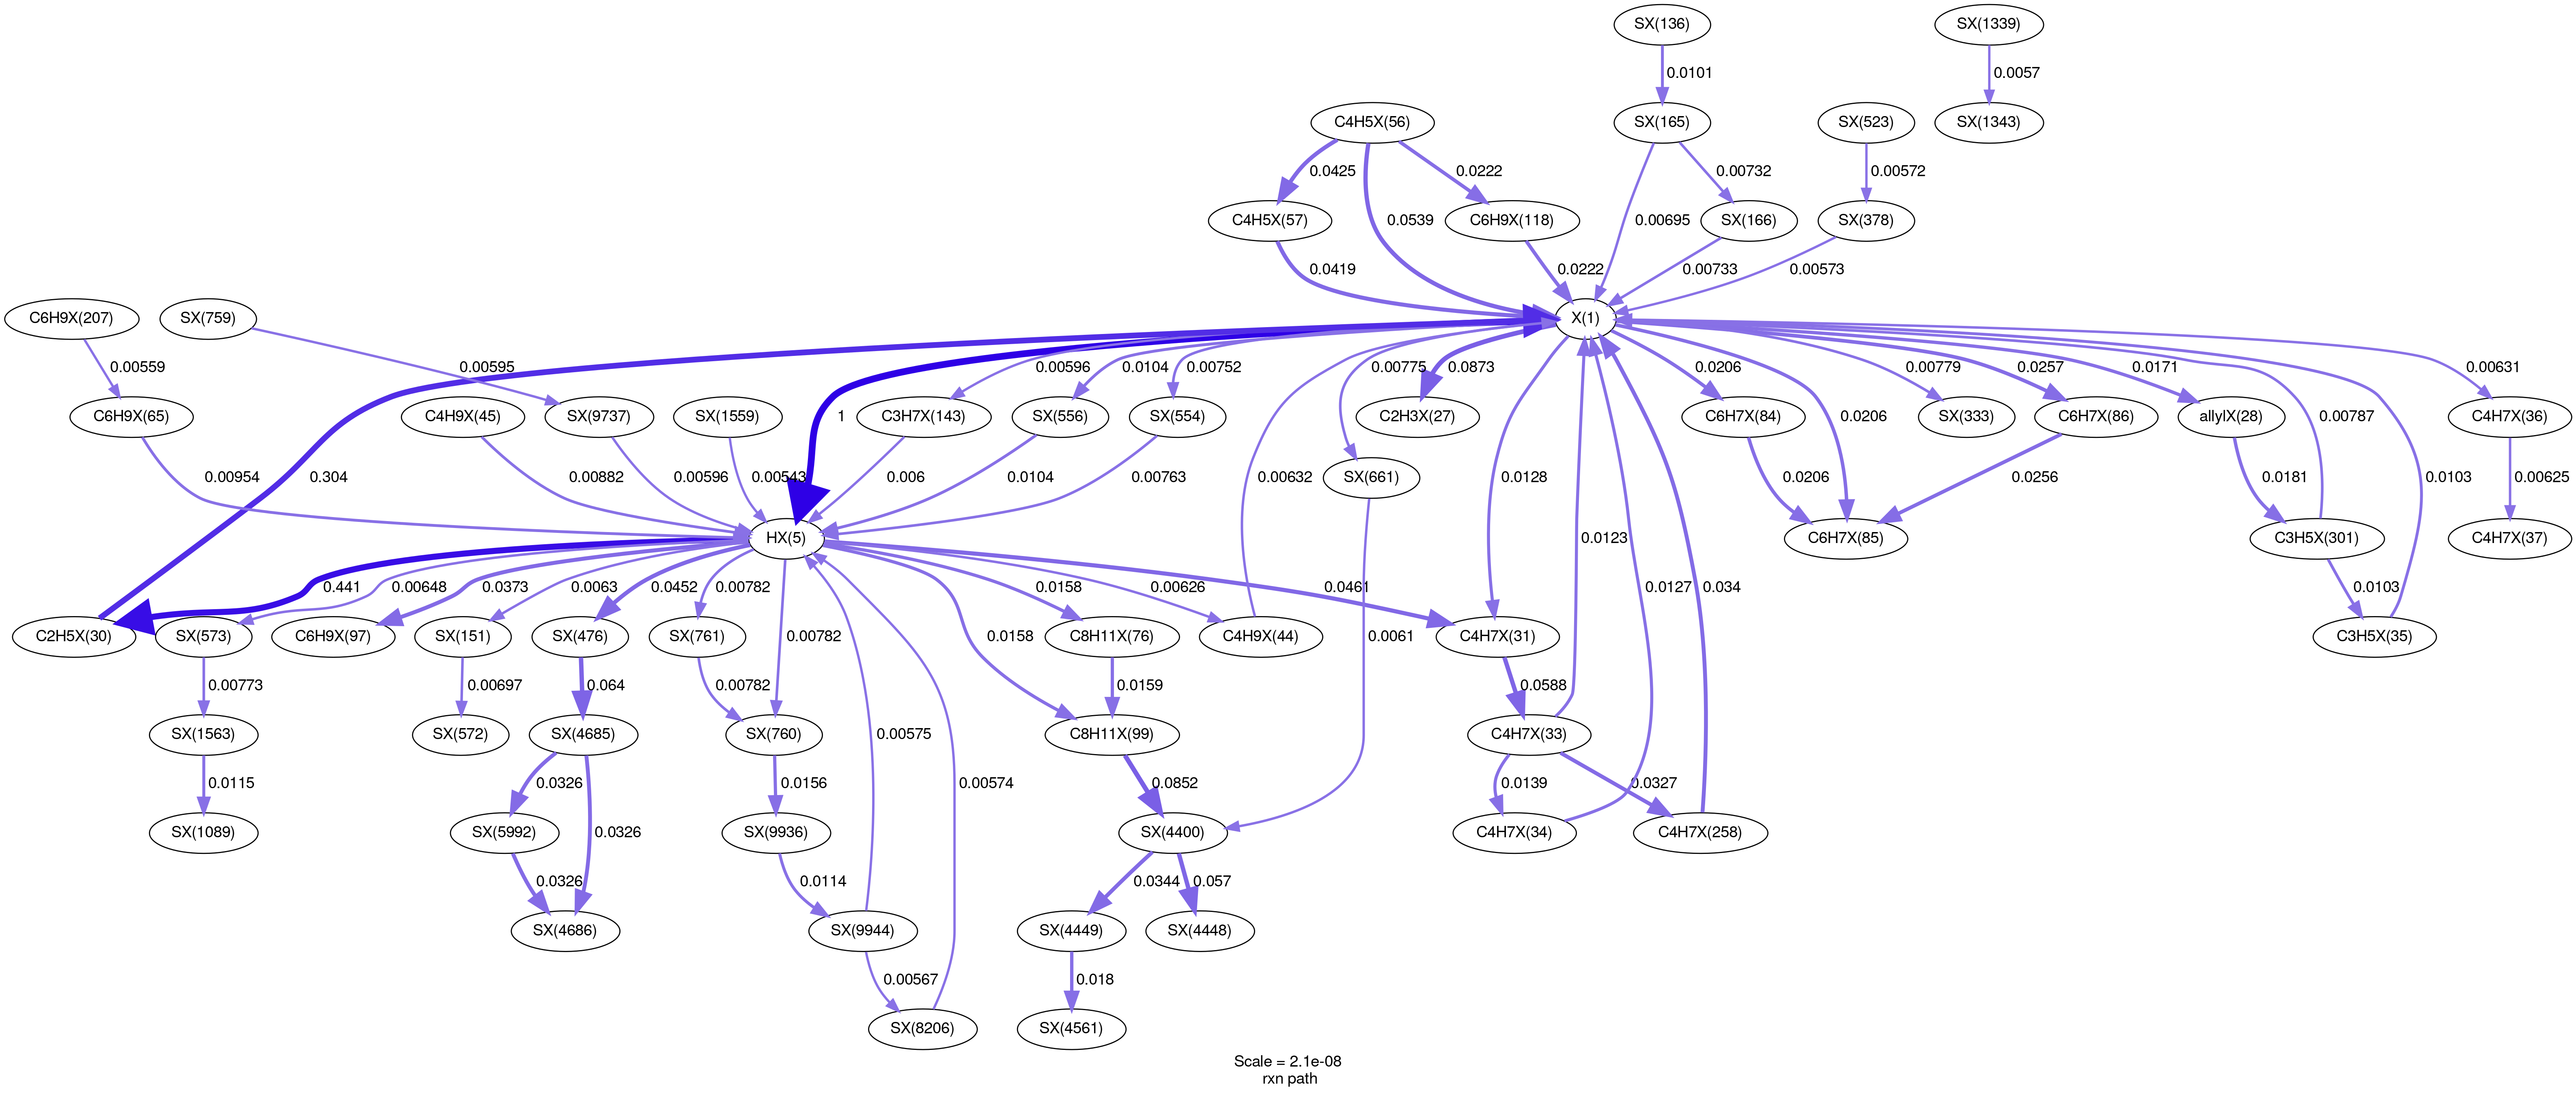 SX(136)
SX(1339)
0.0101
0.0057
C4H5X(56)
SX(165)
SX(523)
SX(1343)
0.0425
0.0222
0.00732
0.00572
C4H5X(57)
0.0539
C6H9X(118)
0.00695
SX(166)
SX(378)
0.0419
0.0222
0.00733
0.00573
C6H9X(207)
SX(759)
X(1)
0.00559
0.00595
0.00596
0.0104
0.00752
0.00775
0.0873
0.0206
0.00779
0.0257
0.0171
0.00631
C6H9X(65)
C4H9X(45)
SX(9737)
SX(1559)
1
C3H7X(143)
SX(556)
SX(554)
C2H3X(27)
C6H7X(84)
0.0206
SX(333)
C6H7X(86)
allylX(28)
0.00787
C4H7X(36)
0.00954
0.304
0.00882
0.00596
0.00543
0.006
0.0104
0.00763
0.00632
SX(661)
0.0128
0.0206
0.0256
0.0181
0.0103
0.00625
HX(5)
0.0123
C6H7X(85)
C3H5X(301)
C4H7X(37)
0.441
0.00648
0.0373
0.0063
0.0452
0.00782
0.00782
0.0158
0.0158
0.00626
0.0461
0.0061
0.0127
0.034
0.0103
C2H5X(30)
SX(573)
C6H9X(97)
SX(151)
SX(476)
SX(761)
C8H11X(76)
C4H9X(44)
C4H7X(31)
C3H5X(35)
0.00773
0.00697
0.064
0.00782
0.0159
0.0588
SX(1563)
SX(572)
SX(4685)
SX(760)
0.00575
C8H11X(99)
C4H7X(33)
0.0115
0.0326
0.0326
0.0156
0.00574
0.0852
0.0139
0.0327
SX(1089)
SX(5992)
SX(9936)
SX(4400)
C4H7X(34)
C4H7X(258)
0.0326
0.0114
0.0344
0.057
SX(4686)
SX(9944)
SX(4449)
SX(4448)
0.00567
0.018
SX(8206)
SX(4561)
Scale = 2.1e-08
rxn path